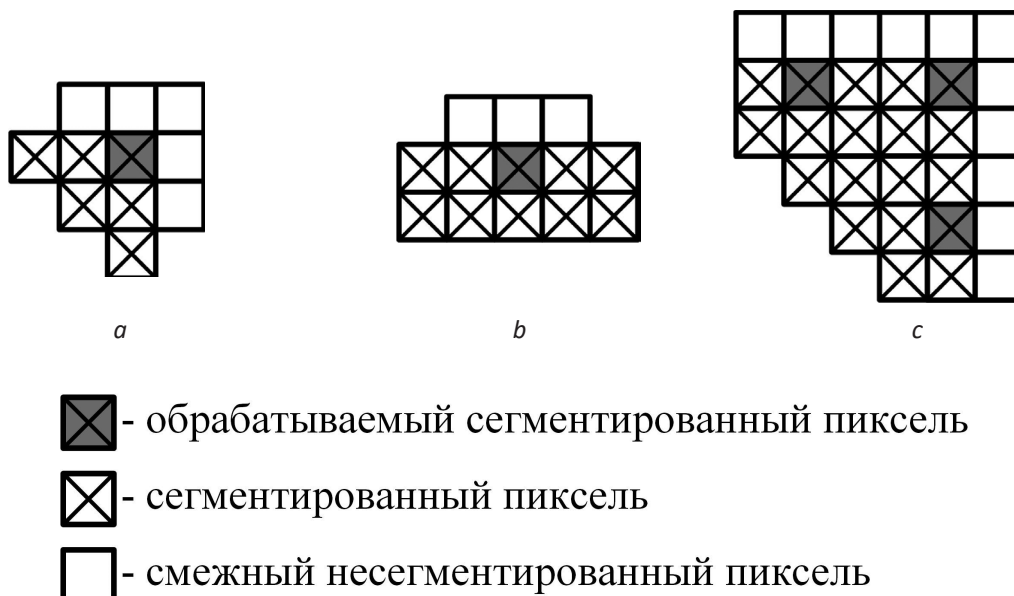 a b c
- обрабатываемый сегментированный пиксель
- сегментированный пиксель
- смежный несегментированный пиксель